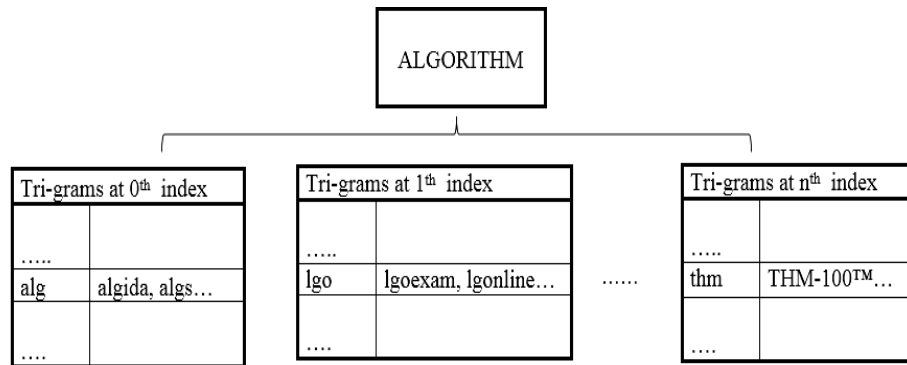 ALGORITHM
Tri-grams at 0th index
…..
alg algida, algs…
….
Tri-grams at 1th index
…..
lgo lgoexam, lgonline…
….
……
Tri-grams at nth index
…..
thm THM-100™…
….